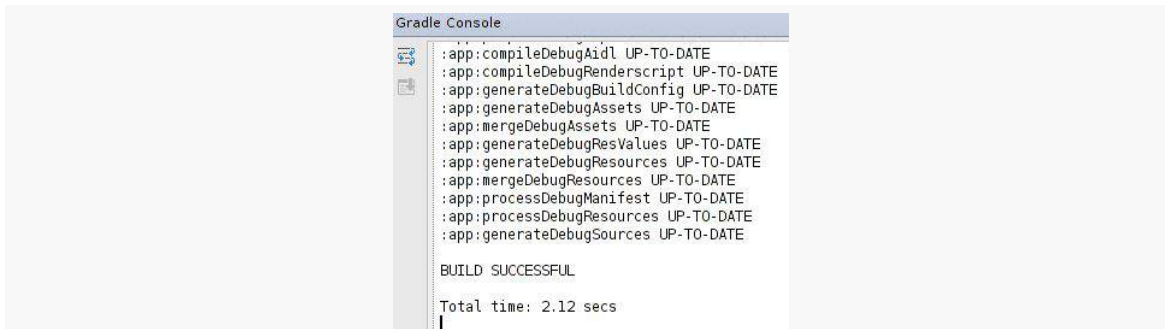 Gradle Console
:app:compileDebugAidl UP-TO-DATE
:app:compileDebugRenderscript UP-TO-DATE
:app:generateDebugBuildConfig UP-TO-DATE
:app:generateDebugAssets UP-TO-DATE
:app:mergeDebugAssets UP-TO-DATE
:app:generateDebugResValues UP-TO-DATE
:app:generateDebugResources UP-TO-DATE
:app:mergeDebugResources UP-TO-DATE
:app:processDebugManifest UP-TO-DATE
:app:processDebugResources UP-TO-DATE
:app:generateDebugSources UP-TO-DATE
BUILD SUCCESSFUL
Total time: 2.12 secs